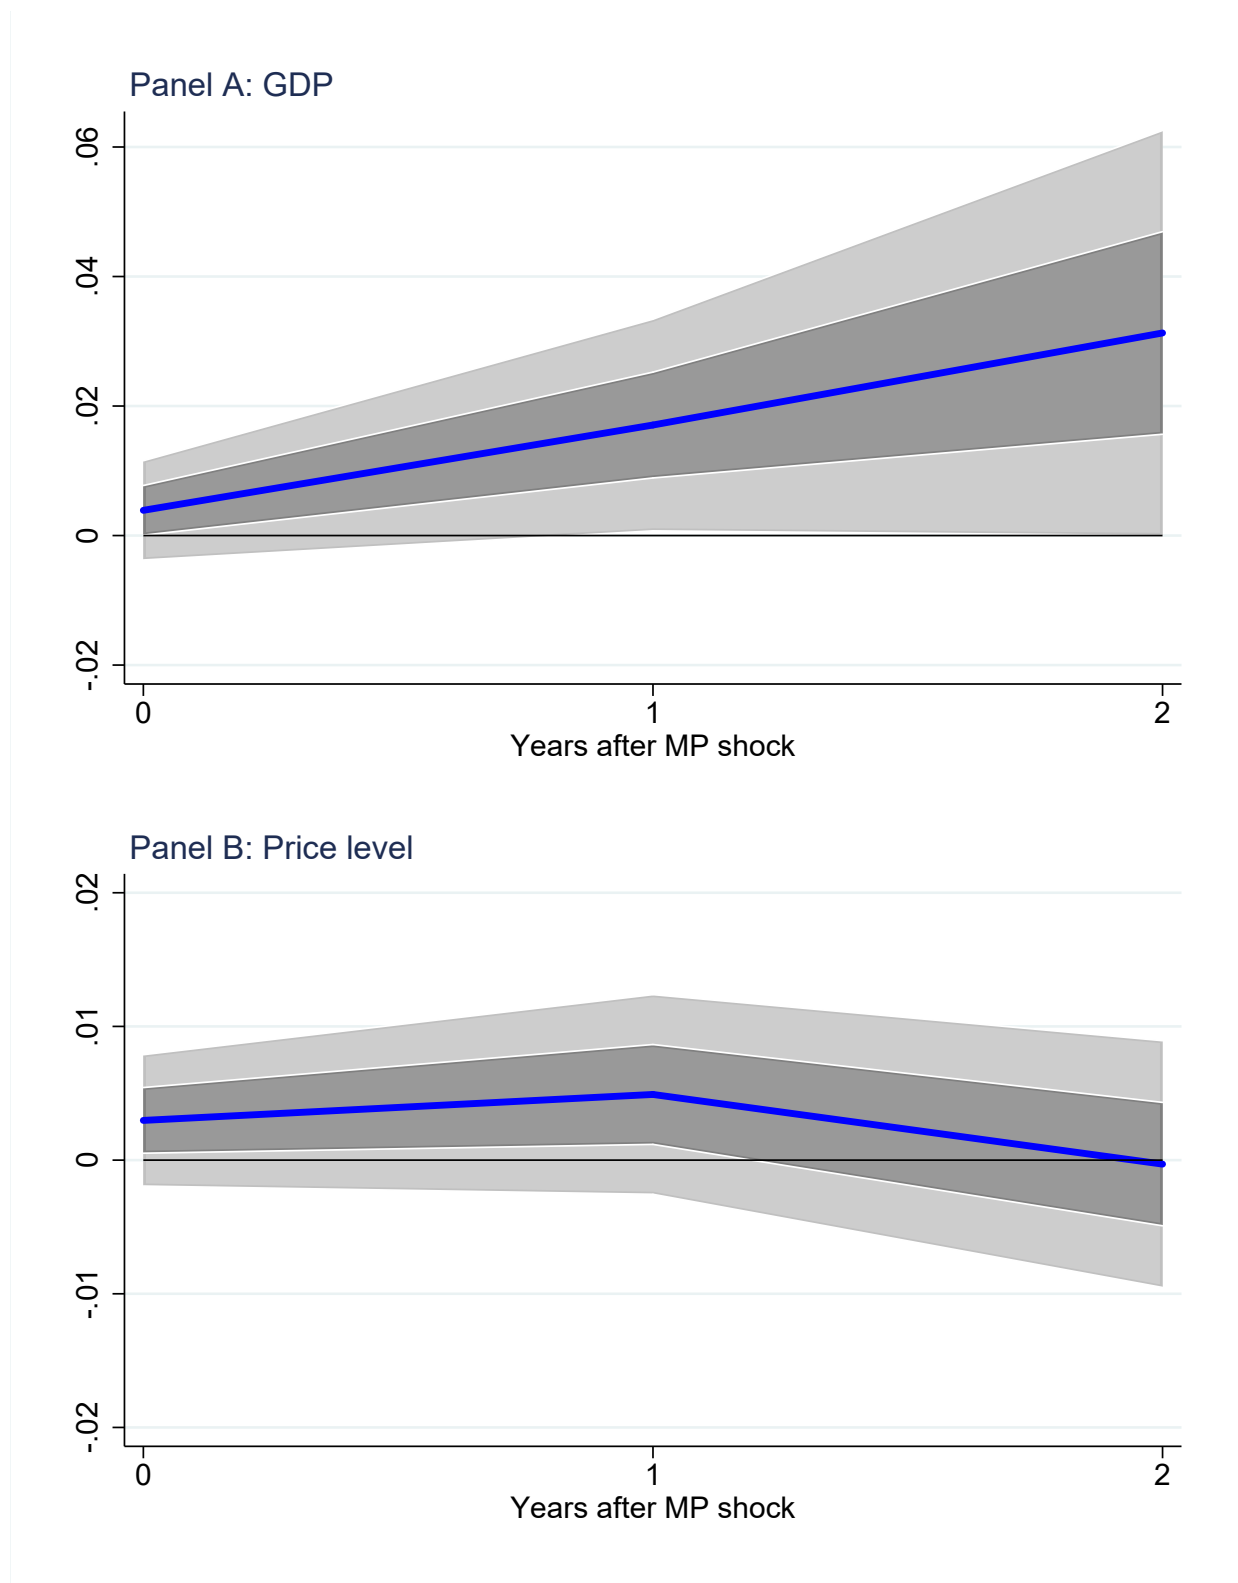 Panel A: GDP
.06
.04
.02
0
-.02
0 1 2
Years after MP shock
Panel B: Price level
.02
.01
0
-.01
-.02
0 1 2
Years after MP shock